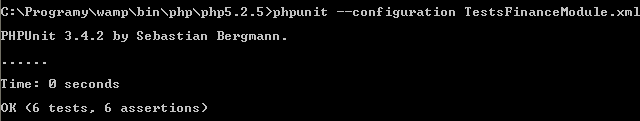 C:\Programy\wamp\bin\php\php5.2.5>phpunit --configuration TestsFinanceModule.xml
PHPUnit 3.4.2 by Sebastian Bergmann.
......
Time: 0 seconds
OK (6 tests, 6 assertions)